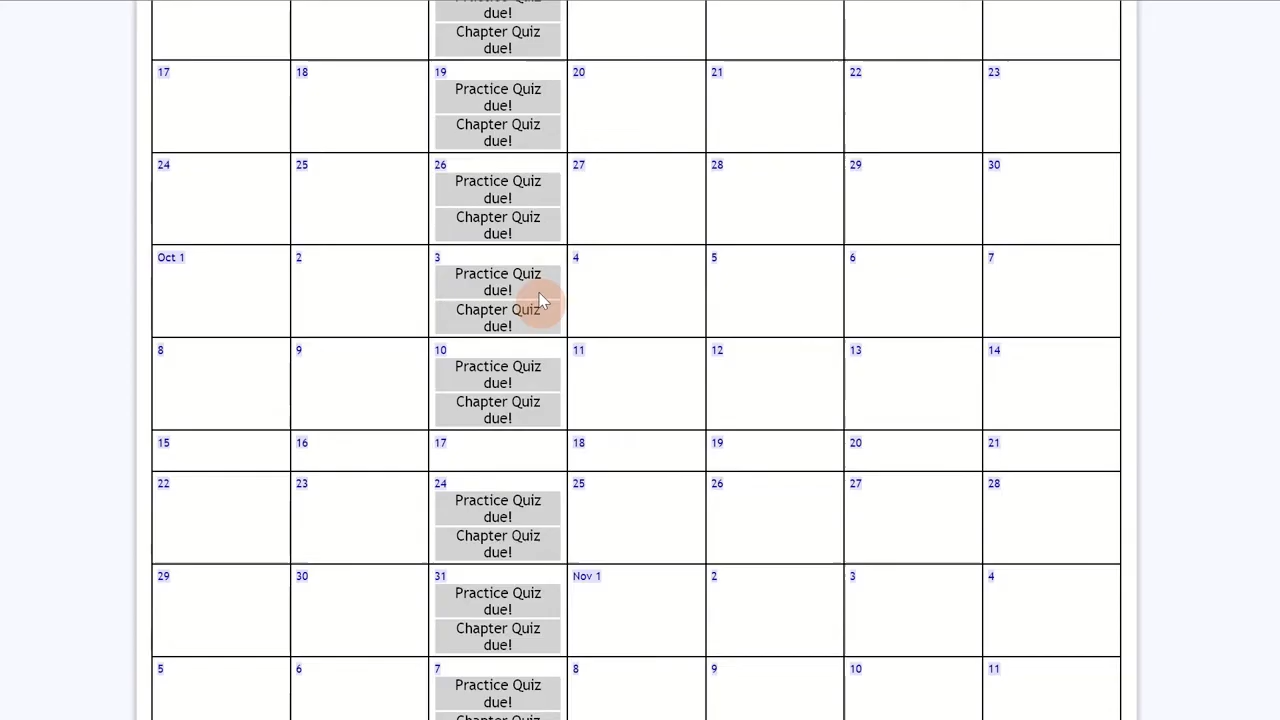 due!
Chapter Quiz
due!
17 18 19 20 21 22 23
Practice Quiz
due!
Chapter Quiz
due!
24 25 26 27 28 29 30
Practice Quiz
due!
Chapter Quiz
due!
Oct 1 2 3 4 5 6 7
Practice Quiz
due!
Chapter Quiz
due!
8 9 10 11 12 13 14
Practice Quiz
due!
Chapter Quiz
due!
15 16 17 18 19 20 21
22 23 24 25 26 27 28
Practice Quiz
due!
Chapter Quiz
due!
29 30 31 Nov 1 2 3 4
Practice Quiz
due!
Chapter Quiz
due!
5 6 7 8 9 10 11
Practice Quiz
due!